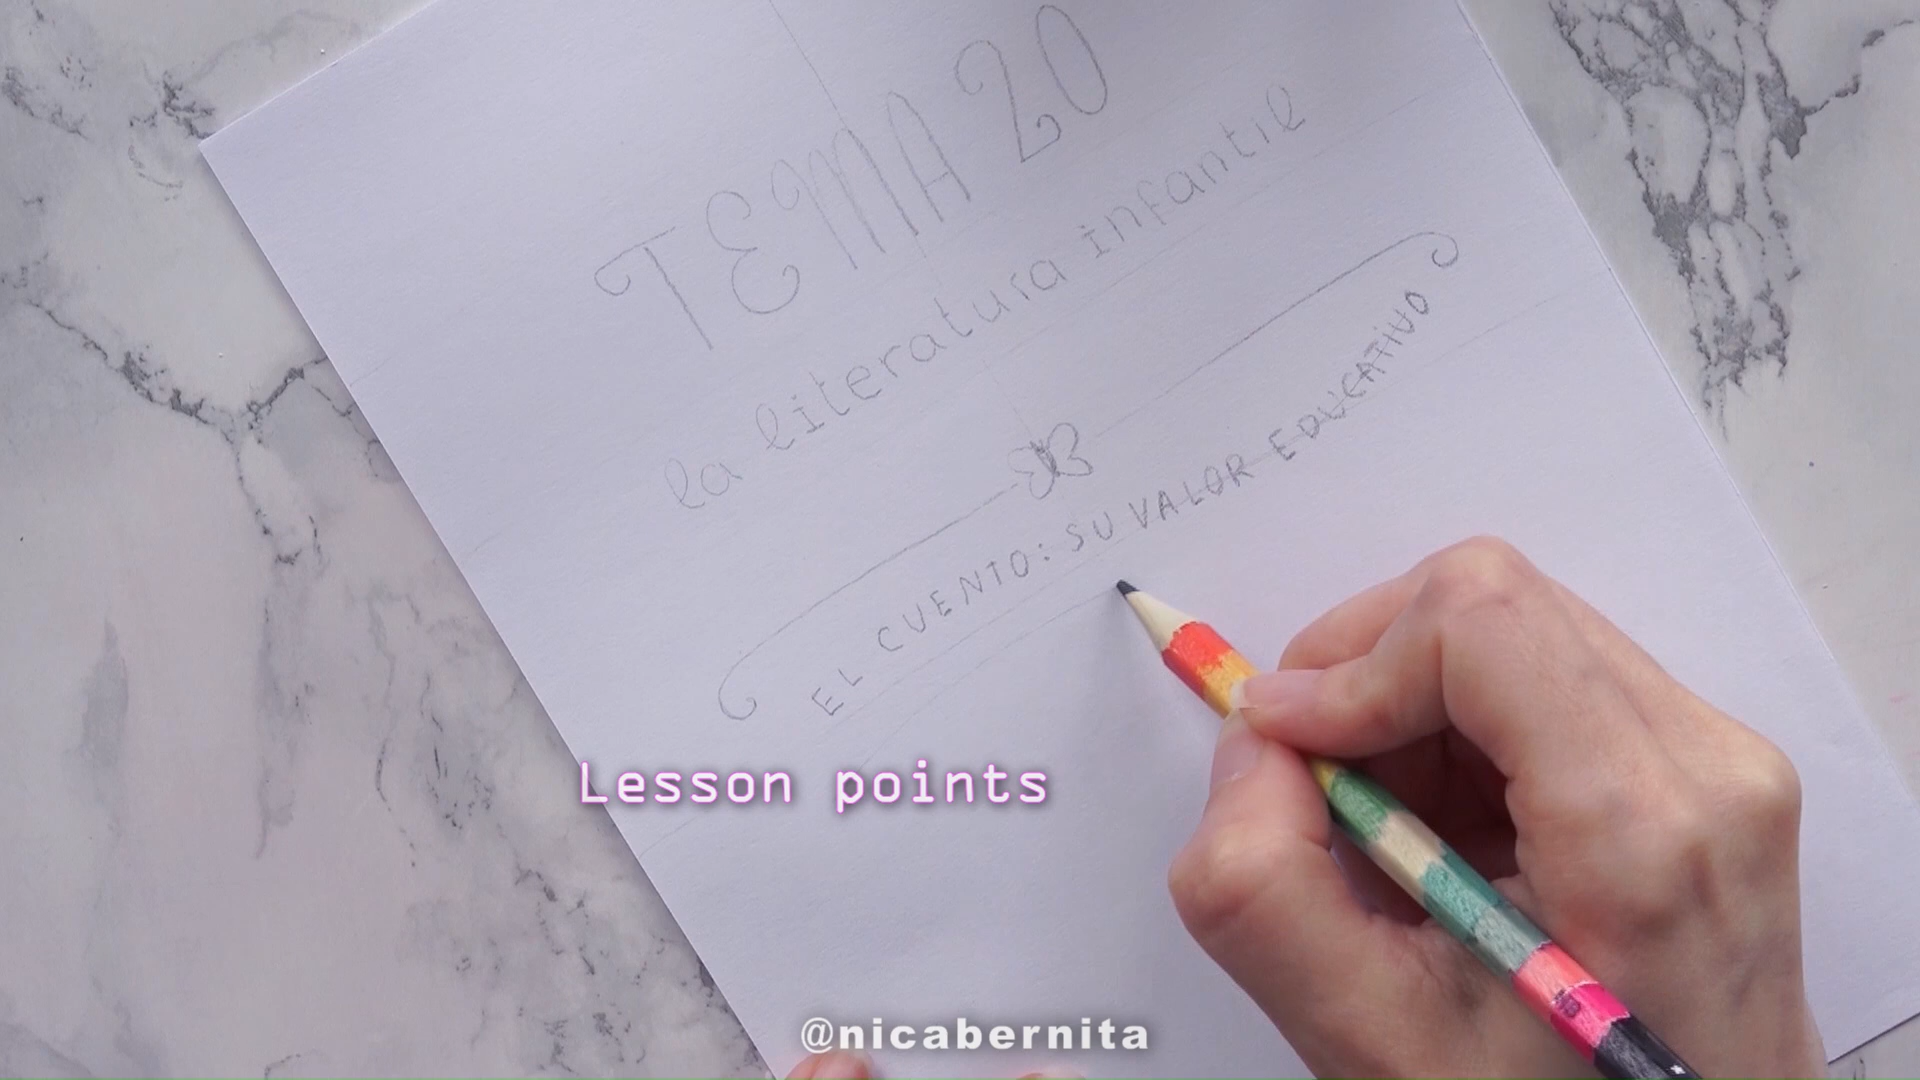 TEMA 20
la literatura infantil
EL CUENTO: SU VALOR EDUCATIVO
Lesson points
@nicabernita